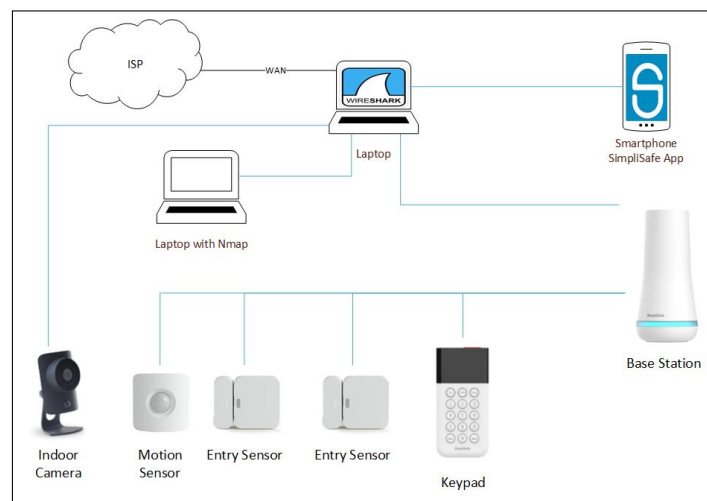 ISP
WAN
WIRESHARK
Laptop
Smartphone
SimpliSafe App
Laptop with Nmap
Base Station
Indoor
Camera
Motion
Sensor
Entry Sensor
Entry Sensor
Keypad